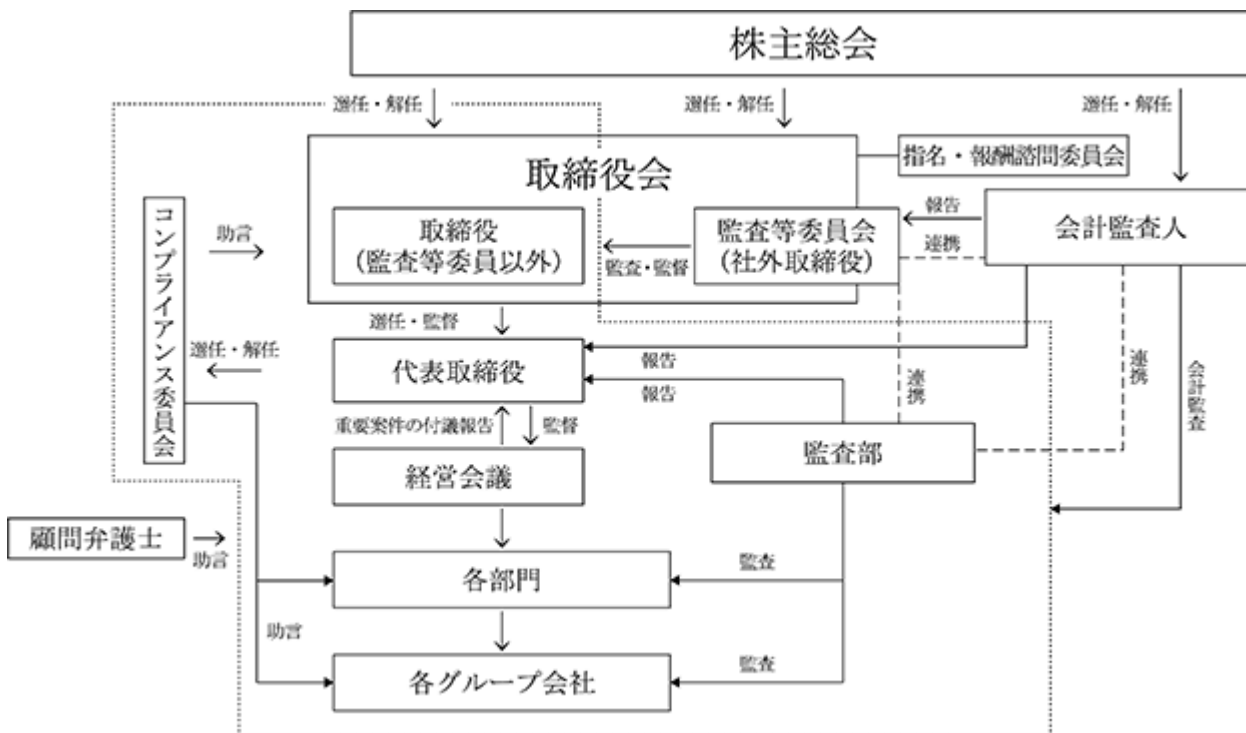 株主総会
選任・解任
選任・解任
選任・解任
取締役会
指名・報酬諮問委員会
コンプライアンス委員会
助言
取締役
（監査等委員以外）
監査・監督
監査等委員会
（社外取締役）
報告
連携
会計監査人
選任・監督
選任・解任
代表取締役
報告
報告
連携
連携
会計監査
重要案件の付議報告
監督
監査部
経営会議
顧問弁護士
助言
各部門
監査
助言
各グループ会社
監査